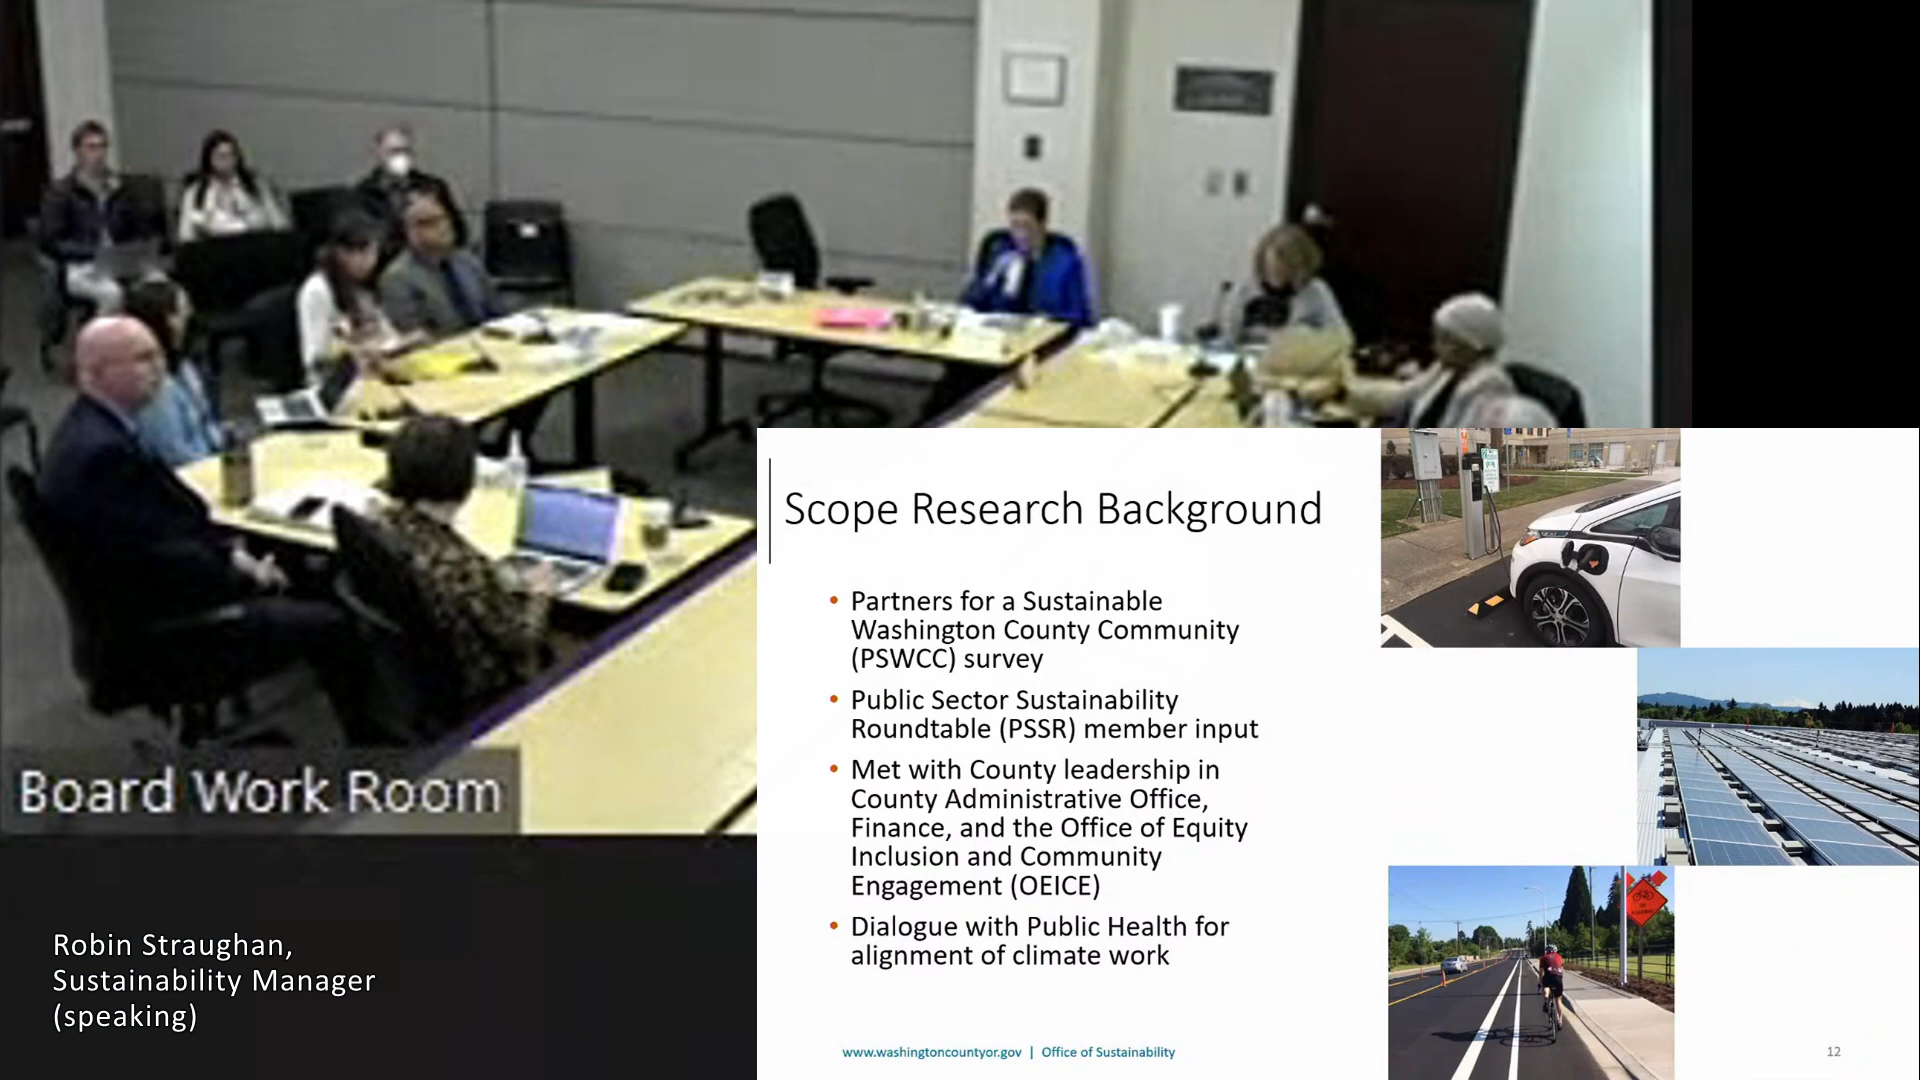 Board Work Room
Robin Straughan,
Sustainability Manager
(speaking)
Scope Research Background
• Partners for a Sustainable
Washington County Community
(PSWCC) survey
• Public Sector Sustainability
Roundtable (PSSR) member input
• Met with County leadership in
County Administrative Office,
Finance, and the Office of Equity
Inclusion and Community
Engagement (OEICE)
• Dialogue with Public Health for
alignment of climate work
www.washingtoncountyor.gov | Office of Sustainability
12